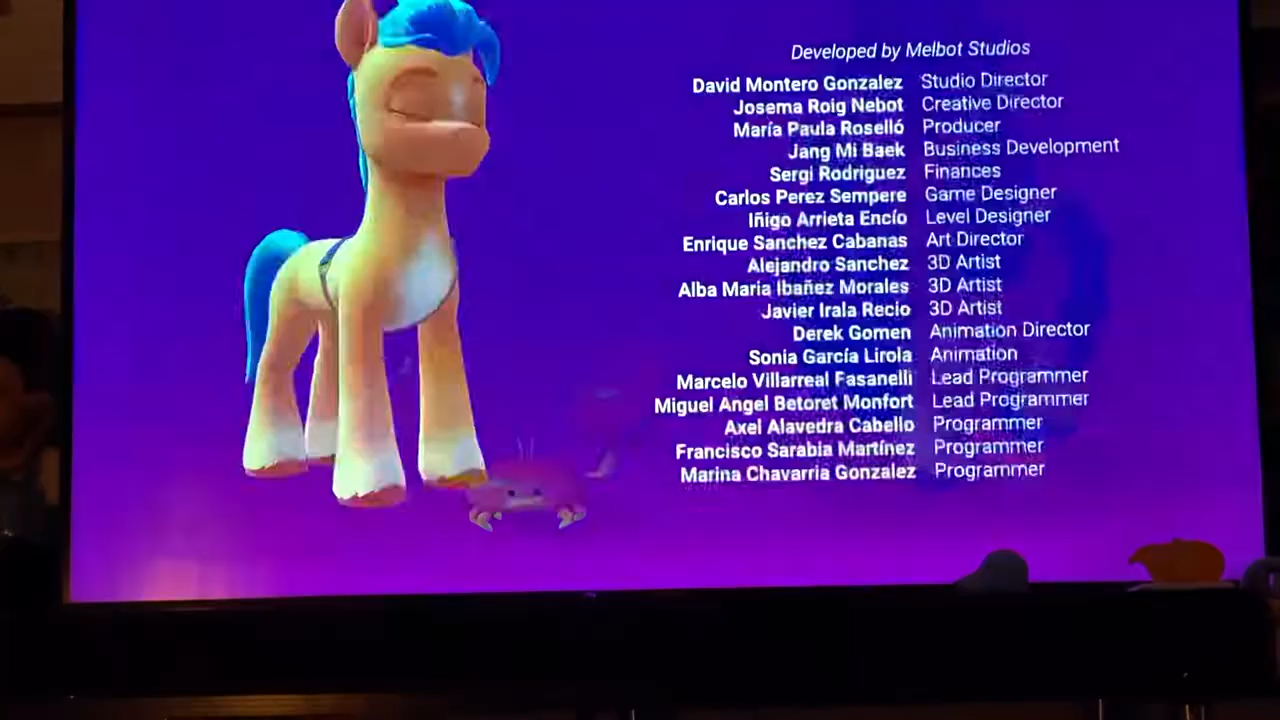 Developed by Melbot Studios
David Montero Gonzalez Studio Director
Josema Roig Nebot Creative Director
María Paula Roselló Producer
Jang Mi Baek Business Development
Sergi Rodriguez Finances
Carlos Perez Sempere Game Designer
Iñigo Arrieta Encío Level Designer
Enrique Sanchez Cabanas Art Director
Alejandro Sanchez 3D Artist
Alba Maria Ibañez Morales 3D Artist
Javier Irala Recio 3D Artist
Derek Gomen Animation Director
Sonia García Lirola Animation
Marcelo Villarreal Fasanelli Lead Programmer
Miguel Angel Betoret Monfort Lead Programmer
Axel Alavedra Cabello Programmer
Francisco Sarabia Martínez Programmer
Marina Chavarria Gonzalez Programmer